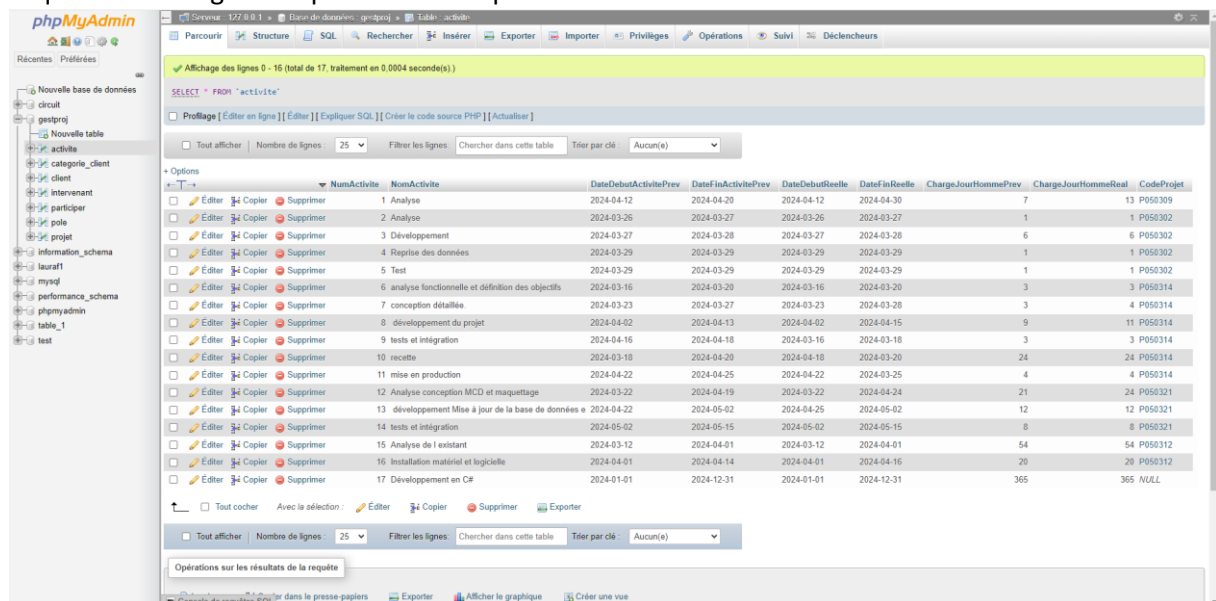 phpMyAdmin
Récentes Préférées
Nouvelle base de données
circuit
gestproj
Nouvelle table
activite
categorie_client
client
intervenant
participer
pole
projet
information_schema
lauraf1
mysql
performance_schema
phpmyadmin
table_1
test
Serveur : 127.0.0.1 » Base de données : gestproj » Table : activite
Parcourir Structure SQL Rechercher Insérer Exporter Importer Privilèges Opérations Suivi Déclencheurs
Affichage des lignes 0 - 16 (total de 17, traitement en 0,0004 seconde(s).)
SELECT * FROM `activite`
Profilage [ Éditer en ligne ] [ Éditer ] [ Expliquer SQL ] [ Créer le code source PHP ] [ Actualiser ]
Tout afficher Nombre de lignes : 25 Filtrer les lignes: Chercher dans cette table Trier par clé : Aucun(e)
+ Options
←T→ NumActivite NomActivite DateDebutActivitePrev DateFinActivitePrev DateDebutReelle DateFinReelle ChargeJourHommePrev ChargeJourHommeReal CodeProjet
Éditer Copier Supprimer 1 Analyse 2024-04-12 2024-04-20 2024-04-12 2024-04-30 7 13 P050309
Éditer Copier Supprimer 2 Analyse 2024-03-26 2024-03-27 2024-03-26 2024-03-27 1 1 P050302
Éditer Copier Supprimer 3 Développement 2024-03-27 2024-03-28 2024-03-27 2024-03-28 6 6 P050302
Éditer Copier Supprimer 4 Reprise des données 2024-03-29 2024-03-29 2024-03-29 2024-03-29 1 1 P050302
Éditer Copier Supprimer 5 Test 2024-03-29 2024-03-29 2024-03-29 2024-03-29 1 1 P050302
Éditer Copier Supprimer 6 analyse fonctionnelle et définition des objectifs 2024-03-16 2024-03-20 2024-03-16 2024-03-20 3 3 P050314
Éditer Copier Supprimer 7 conception détaillée. 2024-03-23 2024-03-27 2024-03-23 2024-03-28 3 4 P050314
Éditer Copier Supprimer 8 développement du projet 2024-04-02 2024-04-13 2024-04-02 2024-04-15 9 11 P050314
Éditer Copier Supprimer 9 tests et intégration 2024-04-16 2024-04-18 2024-03-16 2024-03-18 3 3 P050314
Éditer Copier Supprimer 10 recette 2024-03-18 2024-04-20 2024-04-18 2024-03-20 24 24 P050314
Éditer Copier Supprimer 11 mise en production 2024-04-22 2024-04-25 2024-04-22 2024-03-25 4 4 P050314
Éditer Copier Supprimer 12 Analyse conception MCD et maquettage 2024-03-22 2024-04-19 2024-03-22 2024-04-24 21 24 P050321
Éditer Copier Supprimer 13 développement Mise à jour de la base de données e 2024-04-22 2024-05-02 2024-04-25 2024-05-02 12 12 P050321
Éditer Copier Supprimer 14 tests et intégration 2024-05-02 2024-05-15 2024-05-02 2024-05-15 8 8 P050321
Éditer Copier Supprimer 15 Analyse de l existant 2024-03-12 2024-04-01 2024-03-12 2024-04-01 54 54 P050312
Éditer Copier Supprimer 16 Installation matériel et logicielle 2024-04-01 2024-04-14 2024-04-01 2024-04-16 20 20 P050312
Éditer Copier Supprimer 17 Développement en C# 2024-01-01 2024-12-31 2024-01-01 2024-12-31 365 365 NULL
Tout cocher Avec la sélection : Éditer Copier Supprimer Exporter
Tout afficher Nombre de lignes : 25 Filtrer les lignes: Chercher dans cette table Trier par clé : Aucun(e)
Opérations sur les résultats de la requête
dans le presse-papiers Exporter Afficher le graphique Créer une vue